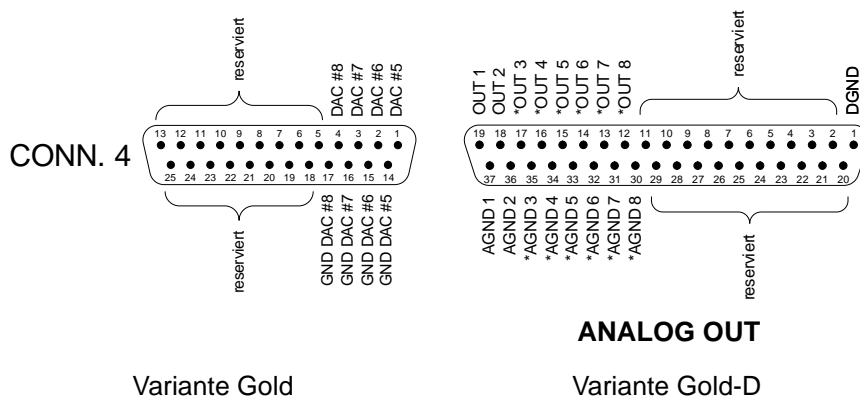 reserviert
DAC #8
DAC #7
DAC #6
DAC #5
CONN. 4
13 12 11 10 9 8 7 6 5 4 3 2 1
25 24 23 22 21 20 19 18 17 16 15 14
reserviert
GND DAC #8
GND DAC #7
GND DAC #6
GND DAC #5
Variante Gold
OUT 1
OUT 2
*OUT 3
*OUT 4
*OUT 5
*OUT 6
*OUT 7
*OUT 8
reserviert
DGND
19 18 17 16 15 14 13 12 11 10 9 8 7 6 5 4 3 2 1
37 36 35 34 33 32 31 30 29 28 27 26 25 24 23 22 21 20
AGND 1
AGND 2
*AGND 3
*AGND 4
*AGND 5
*AGND 6
*AGND 7
*AGND 8
reserviert
ANALOG OUT
Variante Gold-D